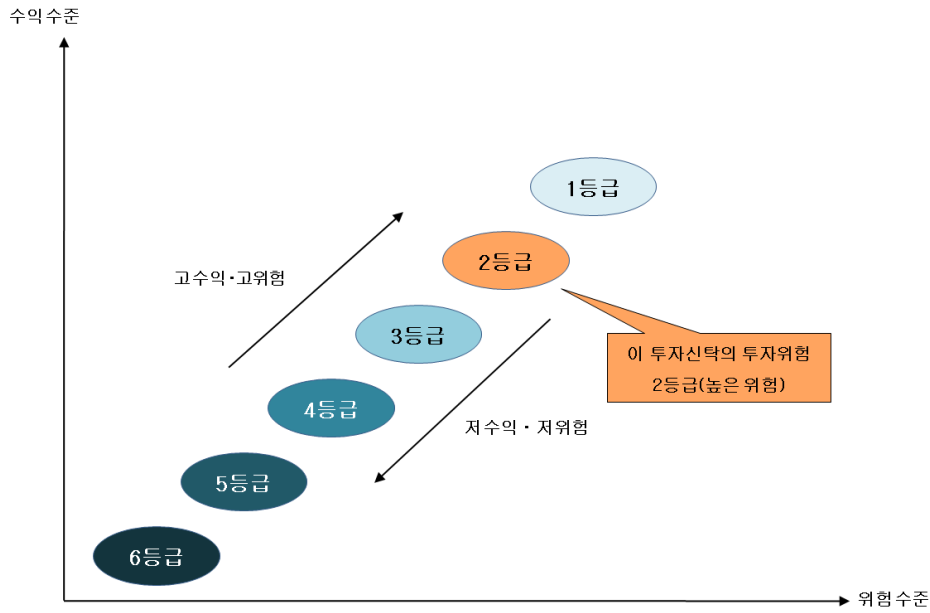 수익수준
1등급
2등급
고수익·고위험
3등급
이 투자신탁의 투자위험
2등급(높은 위험)
4등급
저수익 · 저위험
5등급
6등급
위험수준